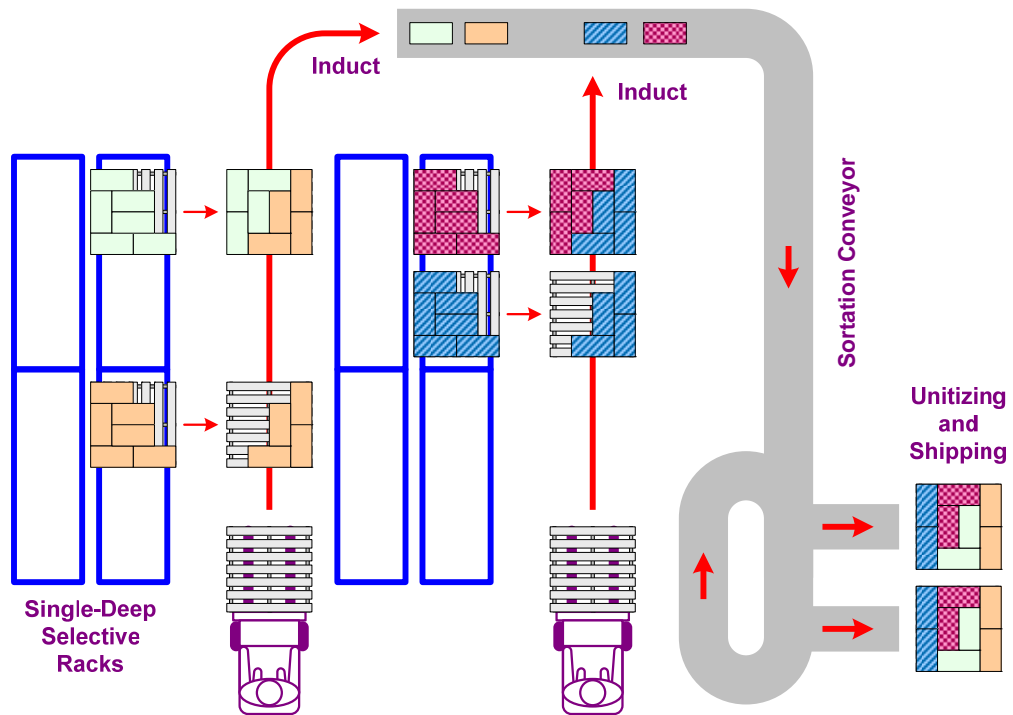 Induct
Induct
Sortation Conveyor
Unitizing
and
Shipping
Single-Deep
Selective
Racks